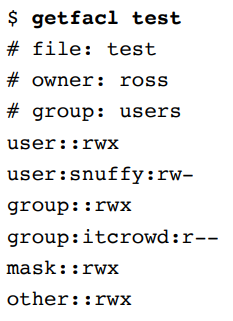 $ getfacl test
# file: test
# owner: ross
# group: users
user::rwx
user:snuffy:rw-
group::rwx
group:itcrowd:r--
mask::rwx
other::rwx